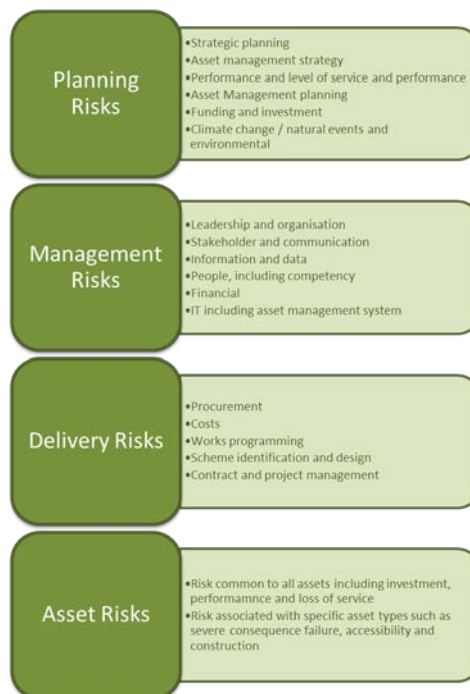 Planning
Risks
•Strategic planning
•Asset management strategy
•Performance and level of service and performance
•Asset Management planning
•Funding and investment
•Climate change / natural events and
environmental
Management
Risks
•Leadership and organisation
•Stakeholder and communication
•Information and data
•People, including competency
•Financial
•IT including asset management system
Delivery Risks
•Procurement
•Costs
•Works programming
•Scheme identification and design
•Contract and project management
Asset Risks
•Risk common to all assets including investment,
performamnce and loss of service
•Risk associated with specific asset types such as
severe consequence failure, accessibility and
construction